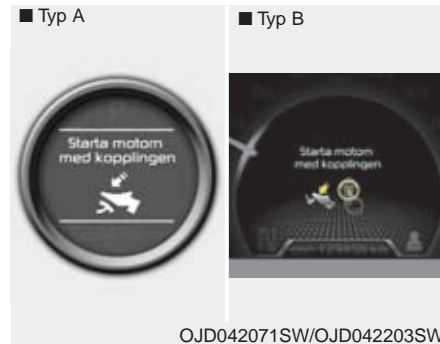 ■ Typ A
■ Typ B
Starta motorn
med kopplingen
Starta motorn
med kopplingen
OJD042071SW/OJD042203SW